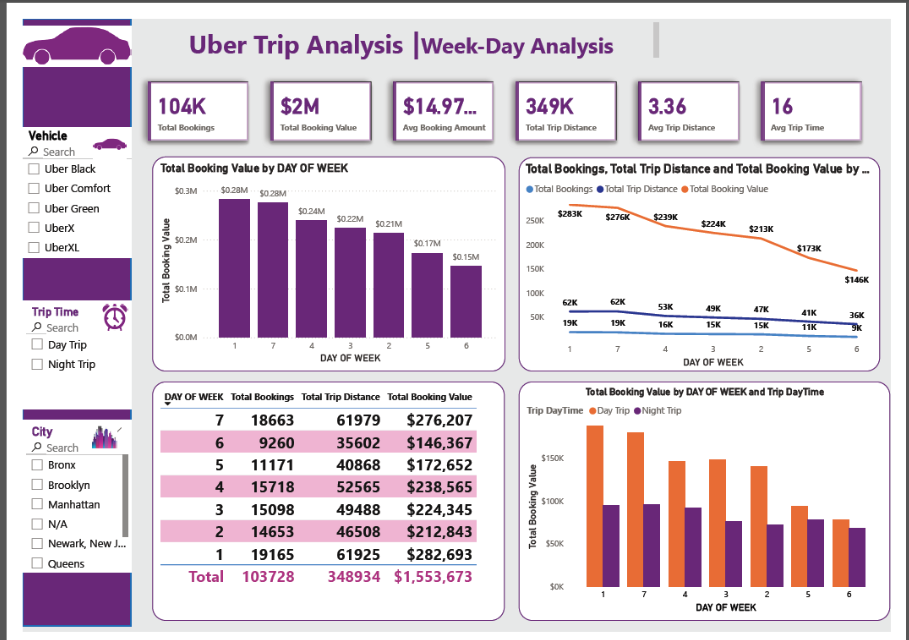 Uber Trip Analysis |Week-Day Analysis
104K
Total Bookings
$2M
Total Booking Value
$14.97...
Avg Booking Amount
349K
Total Trip Distance
3.36
Avg Trip Distance
16
Avg Trip Time
Vehicle
Search
Uber Black
Uber Comfort
Uber Green
UberX
UberXL
Trip Time
Search
Day Trip
Night Trip
City
Search
Bronx
Brooklyn
Manhattan
N/A
Newark, New J...
Queens
Total Booking Value by DAY OF WEEK
Total Booking Value
$0.3M
$0.2M
$0.1M
$0.0M
$0.28M $0.28M $0.24M $0.22M $0.21M $0.17M $0.15M
1 7 4 3 2 5 6
DAY OF WEEK
Total Bookings, Total Trip Distance and Total Booking Value by ...
Total Bookings Total Trip Distance Total Booking Value
250K
200K
150K
100K
50K
$283K $276K $239K $224K $213K $173K $146K
62K 62K 53K 49K 47K 41K 36K
19K 19K 16K 15K 15K 11K 9K
1 7 4 3 2 5 6
DAY OF WEEK
DAY OF WEEK Total Bookings Total Trip Distance Total Booking Value
7 18663 61979 $276,207
6 9260 35602 $146,367
5 11171 40868 $172,652
4 15718 52565 $238,565
3 15098 49488 $224,345
2 14653 46508 $212,843
1 19165 61925 $282,693
Total 103728 348934 $1,553,673
Total Booking Value by DAY OF WEEK and Trip DayTime
Trip DayTime Day Trip Night Trip
Total Booking Value
$150K
$100K
$50K
$0K
1 7 4 3 2 5 6
DAY OF WEEK